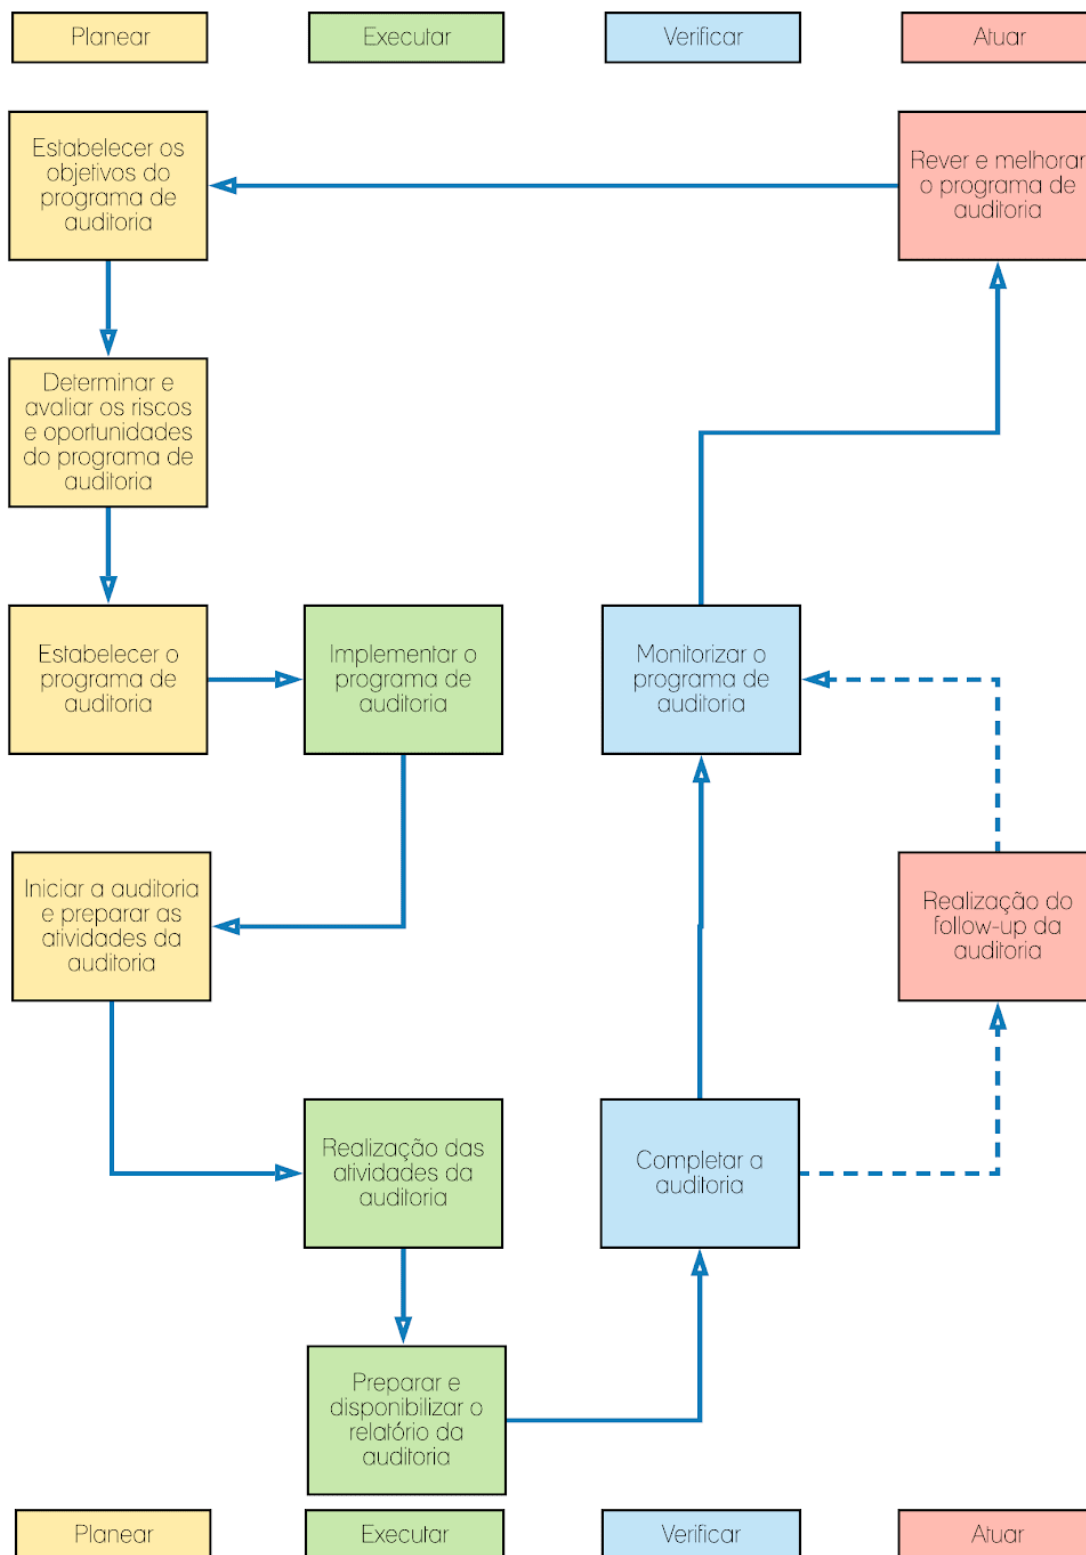 Planear
Executar
Verificar
Atuar
Estabelecer os
objetivos do
programa de
auditoria
Rever e melhorar
o programa de
auditoria
Determinar e
avaliar os riscos
e oportunidades
do programa de
auditoria
Estabelecer o
programa de
auditoria
Implementar o
programa de
auditoria
Monitorizar o
programa de
auditoria
Iniciar a auditoria
e preparar as
atividades da
auditoria
Realização do
follow-up da
auditoria
Realização das
atividades da
auditoria
Completar a
auditoria
Preparar e
disponibilizar o
relatório da
auditoria
Planear
Executar
Verificar
Atuar